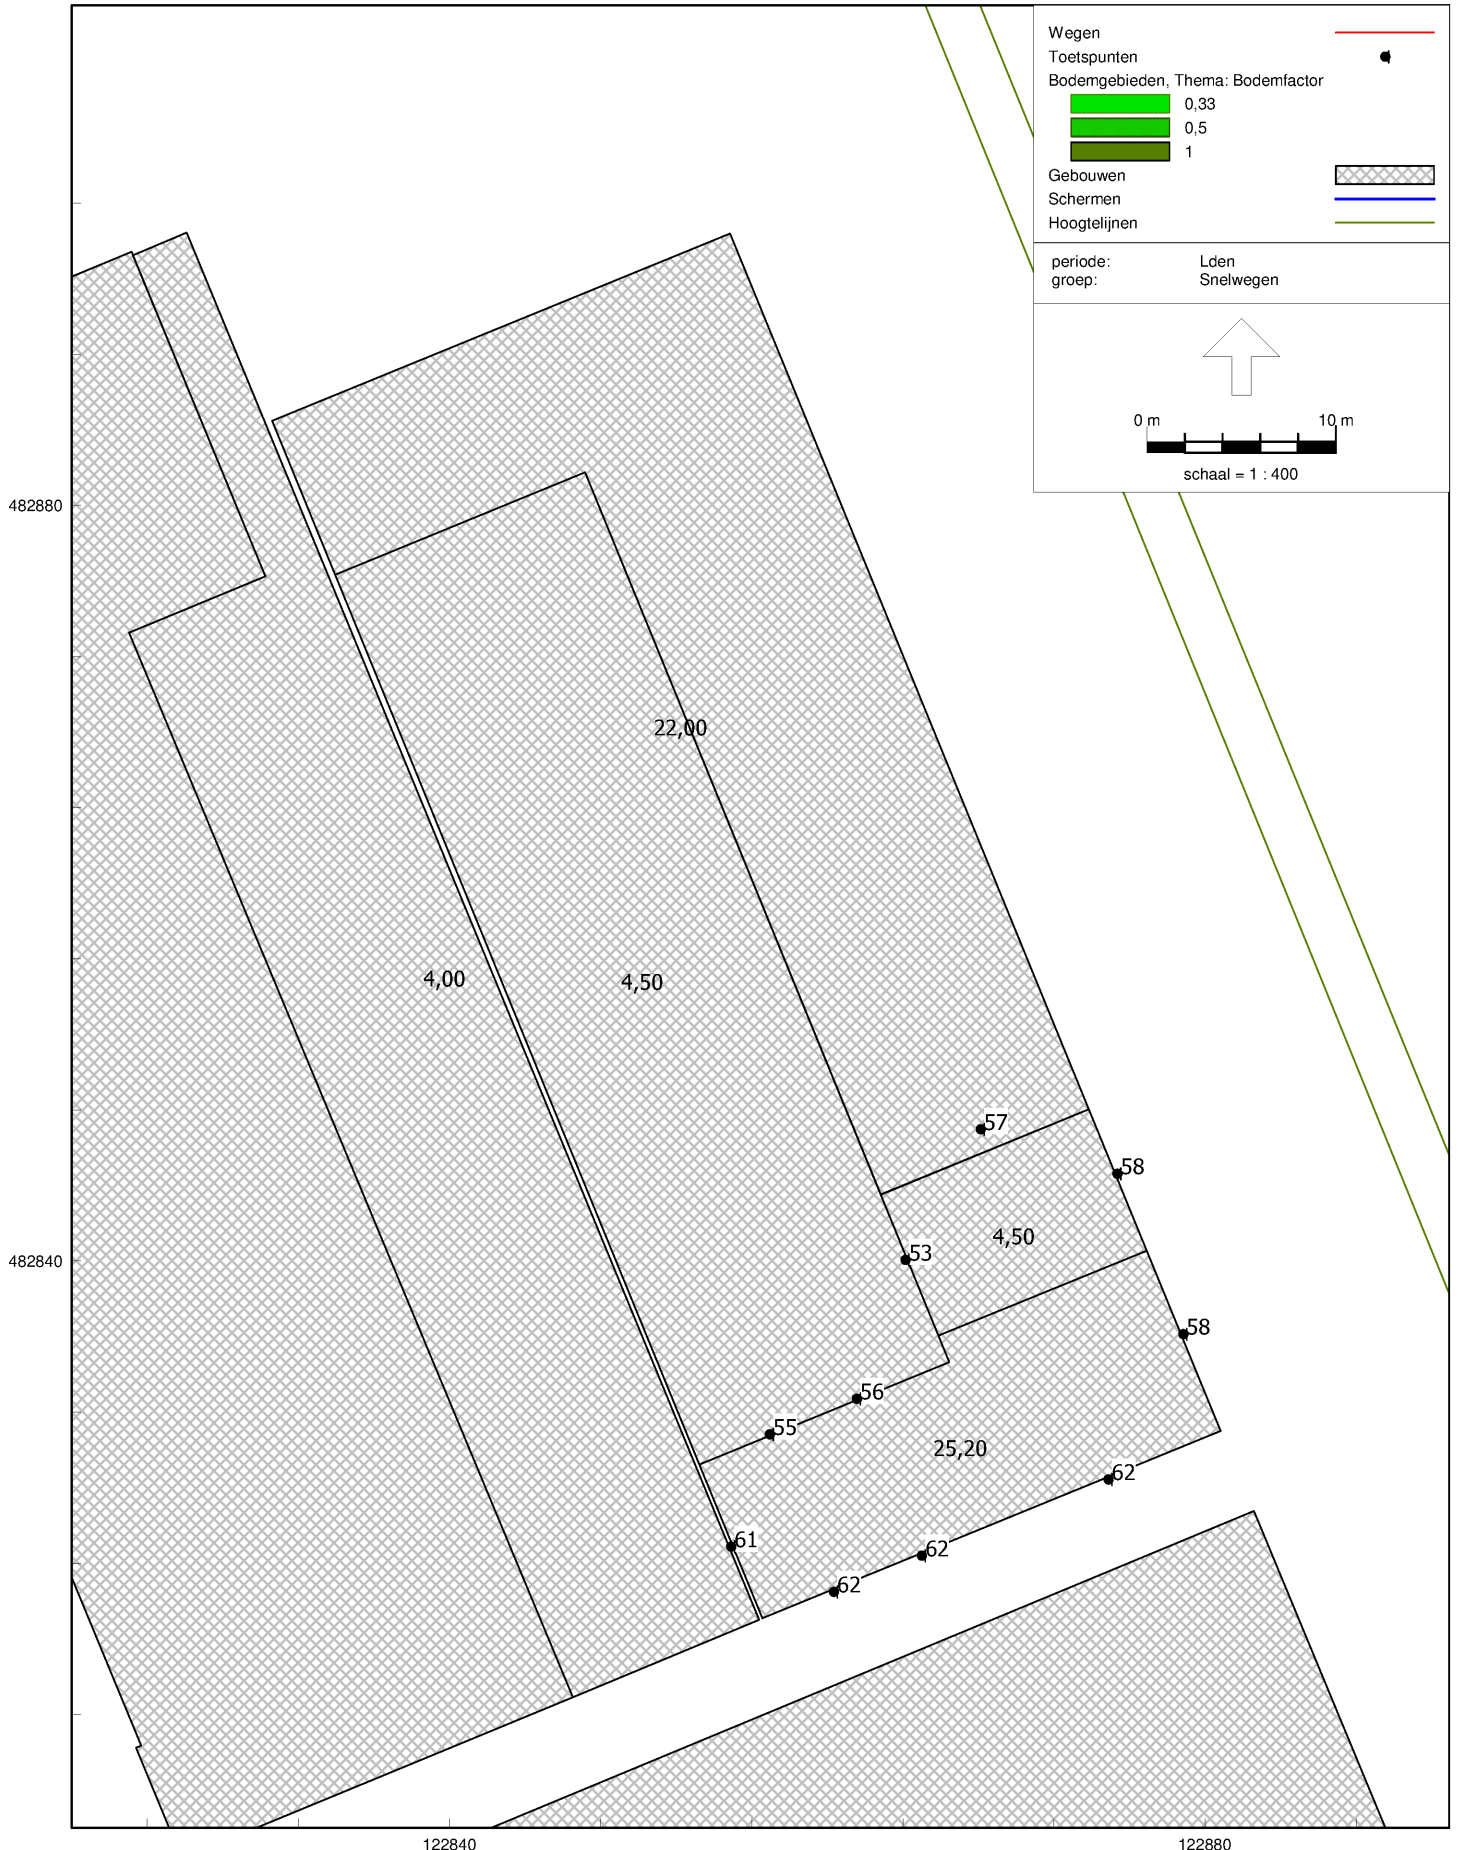 Wegen
Toetspunten
Bodemgebieden, Thema: Bodemfactor
0,33
0,5
1
Gebouwen
Schermen
Hoogtelijnen
periode: Lden
groep: Snelwegen
0 m 10 m
schaal = 1 : 400
482880
22,00
4,00
4,50
57
58
4,50
53
482840
58
56
55
25,20
62
61
62
62
122840
122880